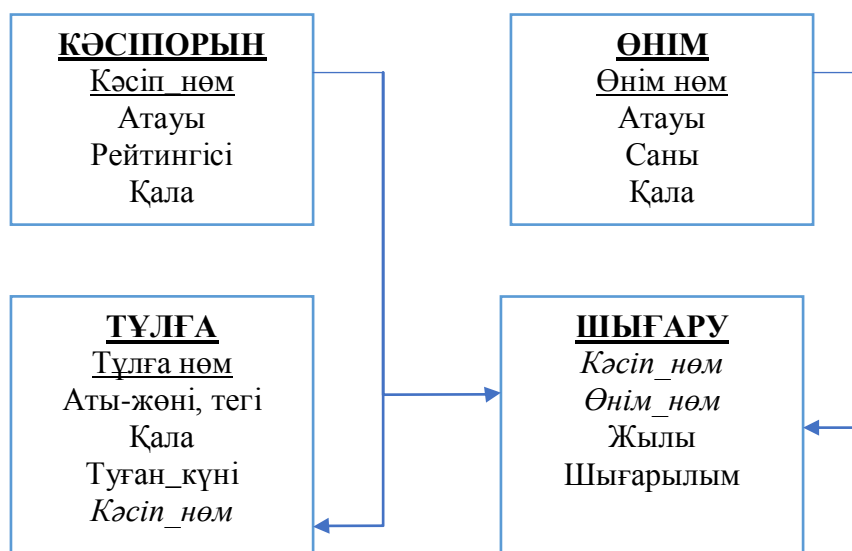 КӘСІПОРЫН
Кәсіп_нөм
Атауы
Рейтингісі
Қала
ӨНІМ
Өнім нөм
Атауы
Саны
Қала
ТҰЛҒА
Тұлға нөм
Аты-жөні, тегі
Қала
Туған_күні
Кәсіп_нөм
ШЫҒАРУ
Кәсіп_нөм
Өнім_нөм
Жылы
Шығарылым